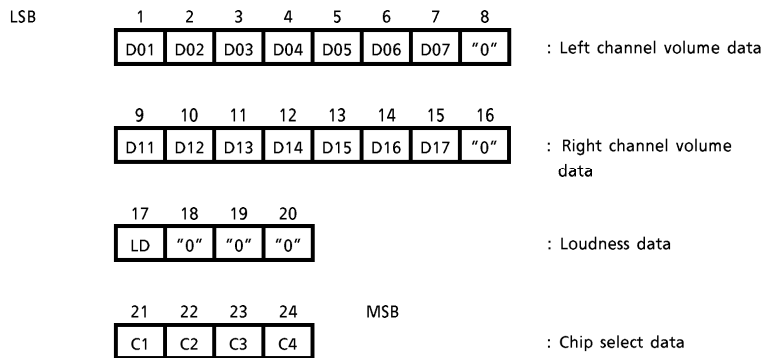 LSB 1 2 3 4 5 6 7 8
D01 D02 D03 D04 D05 D06 D07 "0" : Left channel volume data
9 10 11 12 13 14 15 16
D11 D12 D13 D14 D15 D16 D17 "0" : Right channel volume
data
17 18 19 20
LD "0" "0" "0" : Loudness data
21 22 23 24 MSB
C1 C2 C3 C4 : Chip select data